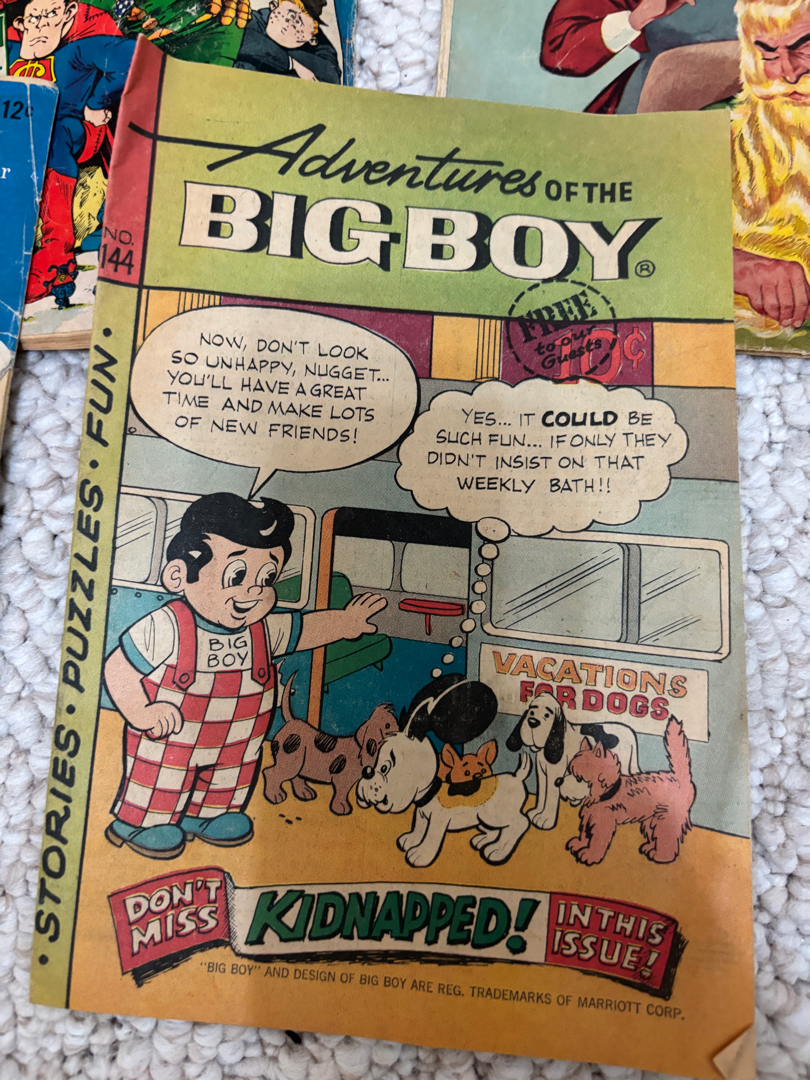 12¢
r
Adventures OF THE
BIG BOY®
NO.
144
FREE
to our
Guests
10¢
• STORIES • PUZZLES • FUN •
NOW, DON'T LOOK
SO UNHAPPY, NUGGET...
YOU'LL HAVE A GREAT
TIME AND MAKE LOTS
OF NEW FRIENDS!
YES... IT COULD BE
SUCH FUN... IF ONLY THEY
DIDN'T INSIST ON THAT
WEEKLY BATH!!
BIG
BOY
VACATIONS
FOR DOGS
DON'T
MISS
KIDNAPPED!
IN THIS
ISSUE!
"BIG BOY" AND DESIGN OF BIG BOY ARE REG. TRADEMARKS OF MARRIOTT CORP.